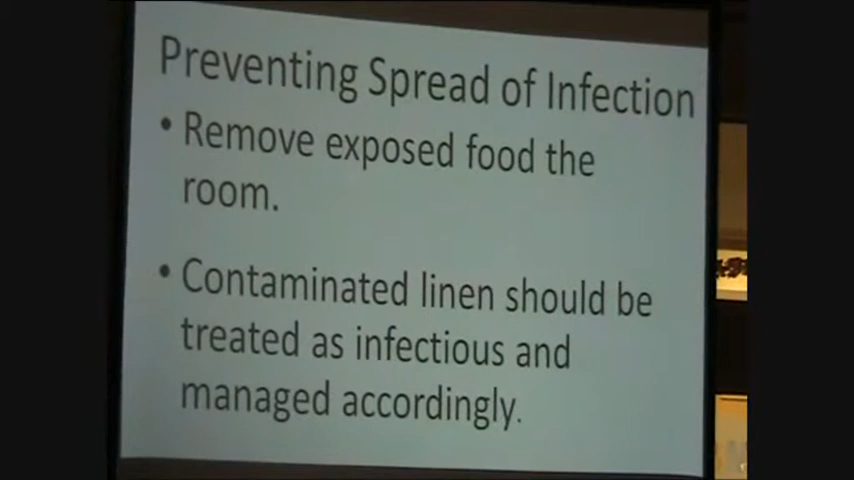 Preventing Spread of Infection
• Remove exposed food the
room.
• Contaminated linen should be
treated as infectious and
managed accordingly.